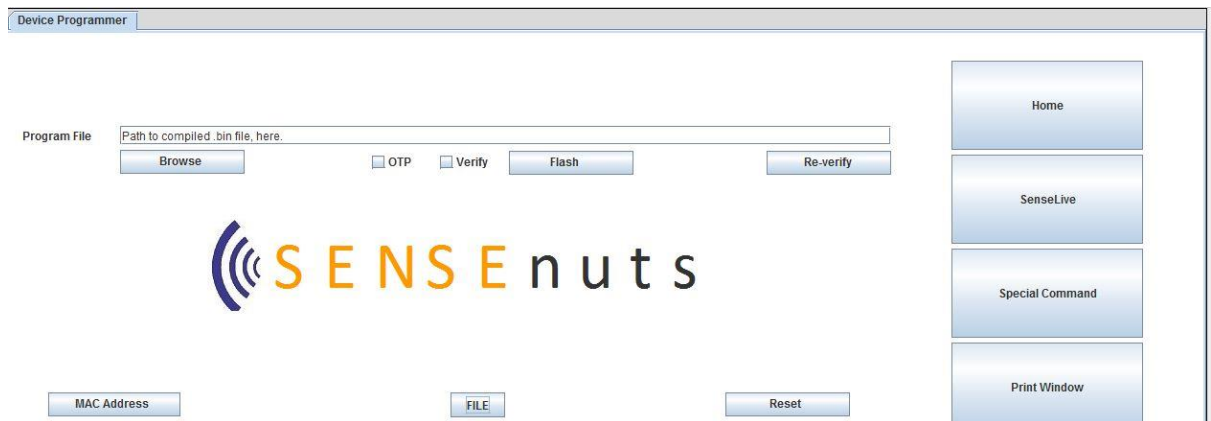 Device Programmer
Home
Program File
Path to compiled .bin file, here.
Browse
OTP
Verify
Flash
Re-verify
SenseLive
SENSEnuts
Special Command
Print Window
MAC Address
FILE
Reset